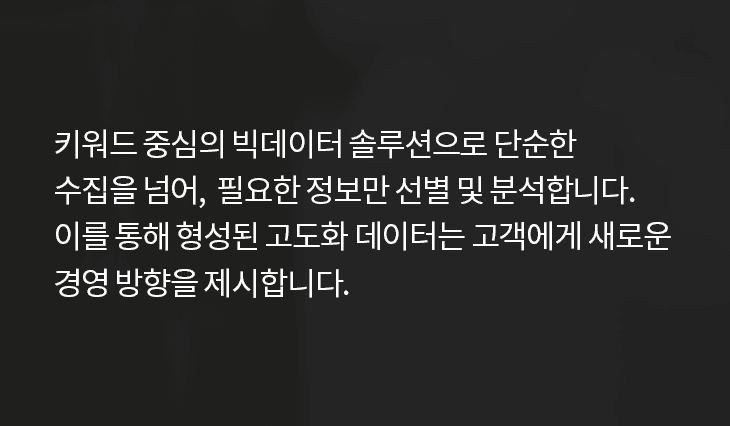 키워드 중심의 빅데이터 솔루션으로 단순한
수집을 넘어, 필요한 정보만 선별 및 분석합니다.
이를 통해 형성된 고도화 데이터는 고객에게 새로운
경영 방향을 제시합니다.